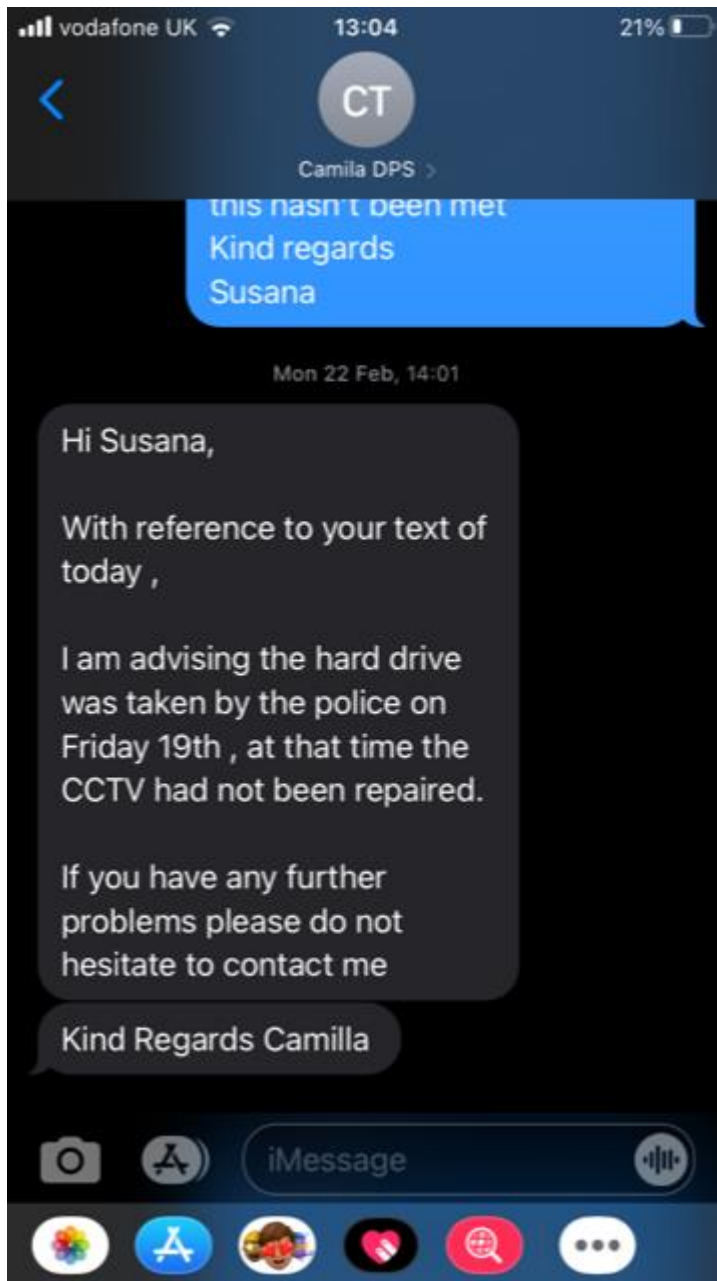 vodafone UK 13:04 21%
CT
Camila DPS
this hasn't been met
Kind regards
Susana
Mon 22 Feb, 14:01
Hi Susana,
With reference to your text of
today ,
I am advising the hard drive
was taken by the police on
Friday 19th , at that time the
CCTV had not been repaired.
If you have any further
problems please do not
hesitate to contact me
Kind Regards Camilla
iMessage